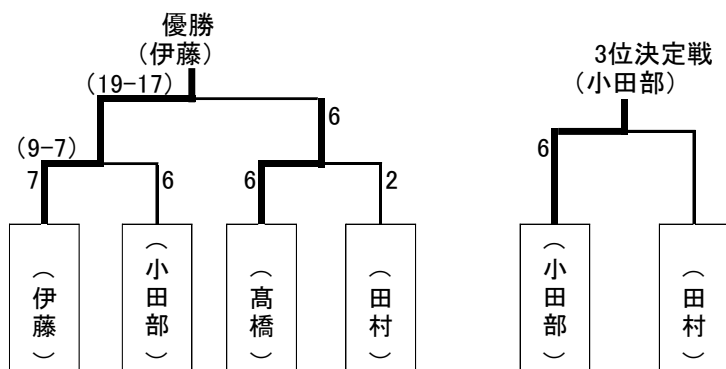 優勝
（伊藤）
（19-17）
6
（9-7）
7
6
6
2
（伊藤）
（小田部）
（髙橋）
（田村）
3位決定戦
（小田部）
6
（小田部）
（田村）